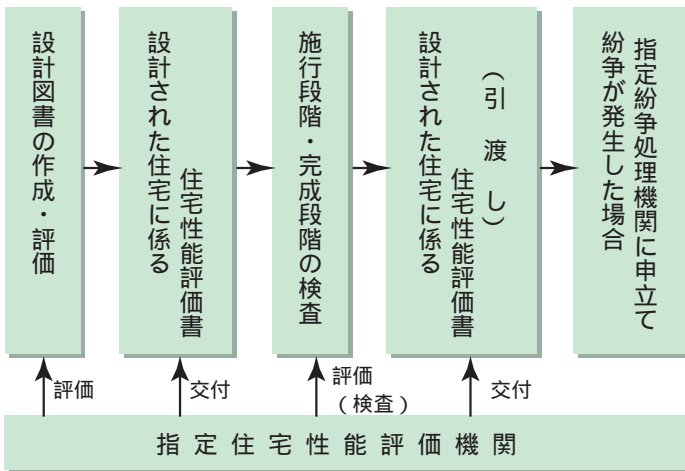 設計図書の作成・評価
設計された住宅に係る
住宅性能評価書
施行段階・完成段階の検査
設計された住宅に係る
住宅性能評価書
(引渡し)
紛争が発生した場合
指定紛争処理機関に申立て
評価
交付
評価
(検査)
交付
指定住宅性能評価機関